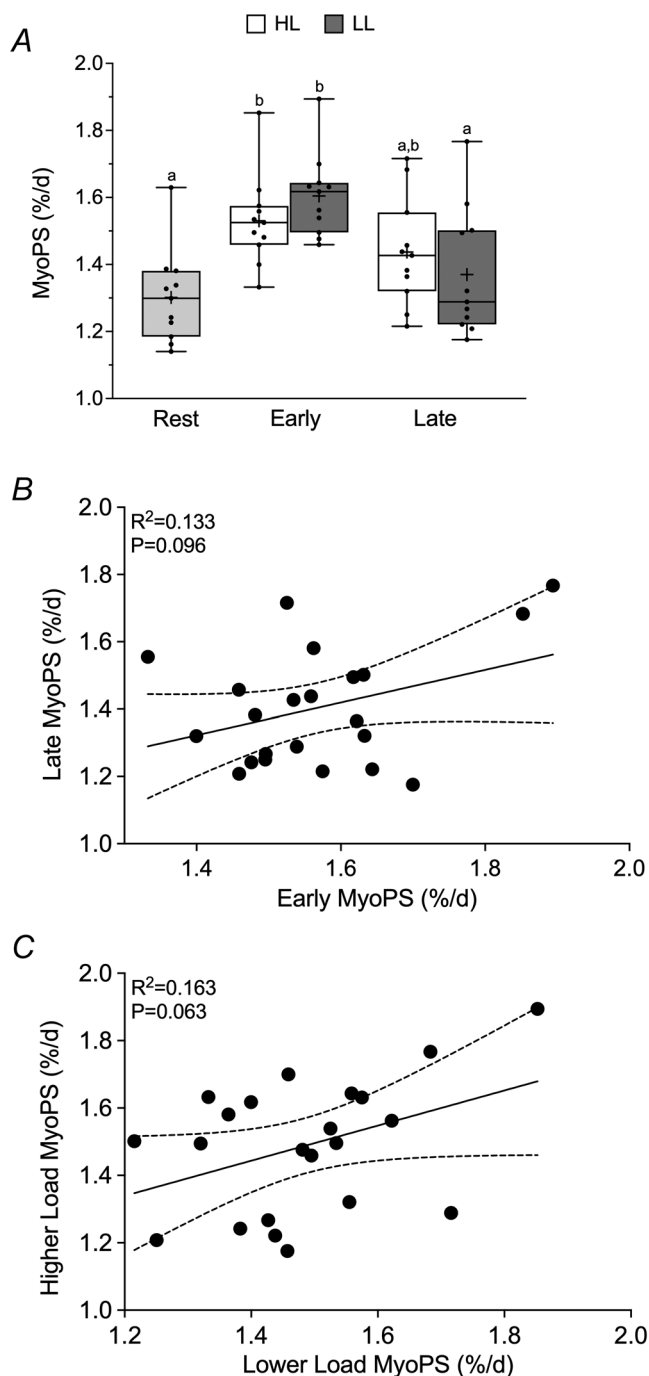 HL LL
A
MyoPS (%/d)
2.0
1.8
1.6
1.4
1.2
1.0
a
b
b
a,b
a
Rest Early Late
B
R²=0.133
P=0.096
Late MyoPS (%/d)
2.0
1.8
1.6
1.4
1.2
1.0
1.4 1.6 1.8 2.0
Early MyoPS (%/d)
C
R²=0.163
P=0.063
Higher Load MyoPS (%/d)
2.0
1.8
1.6
1.4
1.2
1.0
1.2 1.4 1.6 1.8 2.0
Lower Load MyoPS (%/d)